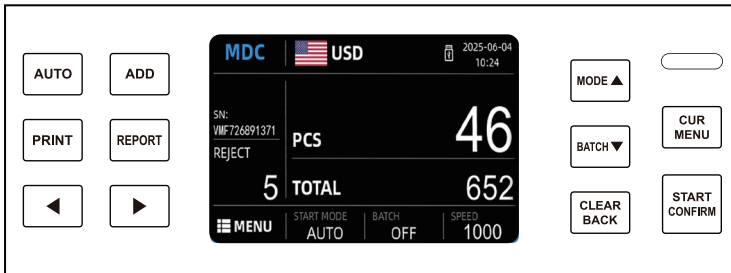 AUTO
ADD
PRINT
REPORT
MDC
USD
2025-06-04
10:24
SN:
VMF726891371
REJECT
5
PCS
46
TOTAL
652
MENU
START MODE
AUTO
BATCH
OFF
SPEED
1000
MODE
BATCH
CLEAR
BACK
CUR
MENU
START
CONFIRM